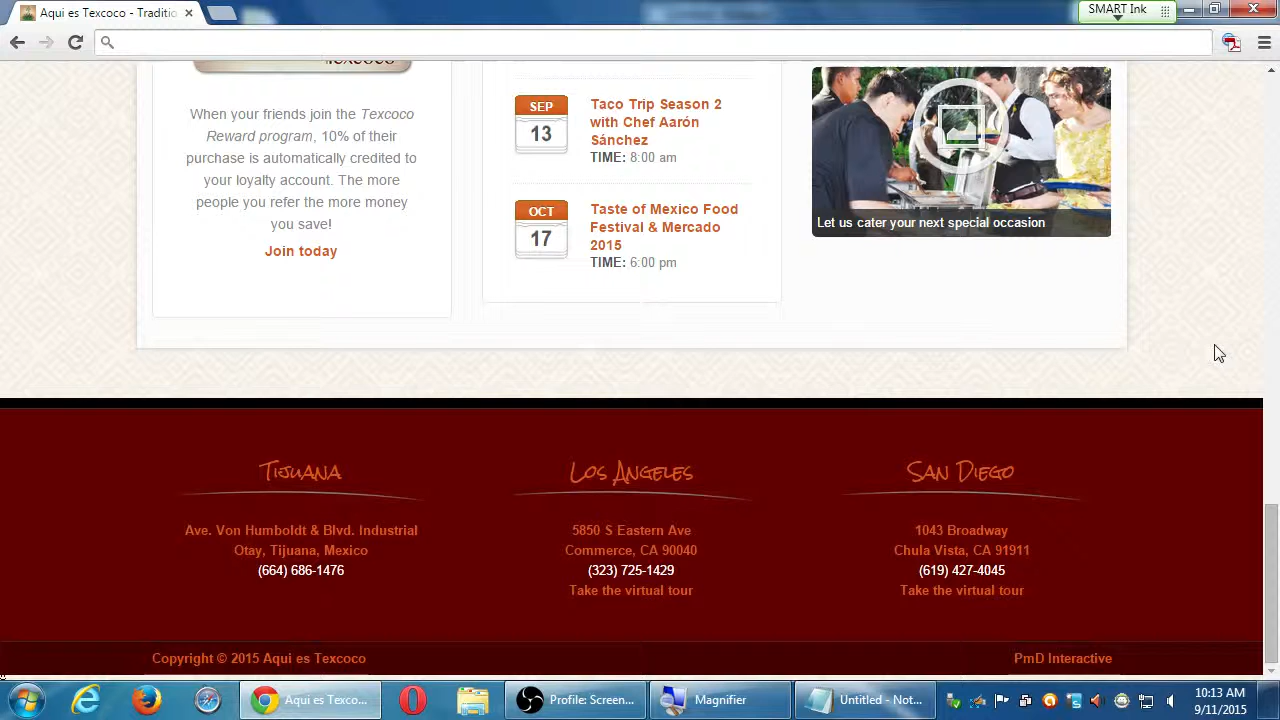 Aqui es Texcoco - Traditio
SMART Ink
Texcoco
When your friends join the Texcoco
Reward program, 10% of their
purchase is automatically credited to
your loyalty account. The more
people you refer the more money
you save!
Join today
SEP
13
Taco Trip Season 2
with Chef Aarón
Sánchez
TIME: 8:00 am
OCT
17
Taste of Mexico Food
Festival & Mercado
2015
TIME: 6:00 pm
Let us cater your next special occasion
Tijuana
Ave. Von Humboldt & Blvd. Industrial
Otay, Tijuana, Mexico
(664) 686-1476
Los Angeles
5850 S Eastern Ave
Commerce, CA 90040
(323) 725-1429
Take the virtual tour
San Diego
1043 Broadway
Chula Vista, CA 91911
(619) 427-4045
Take the virtual tour
Copyright © 2015 Aqui es Texcoco
PmD Interactive
Aqui es Texco...
Profile: Screen...
Magnifier
Untitled - Not...
10:13 AM
9/11/2015